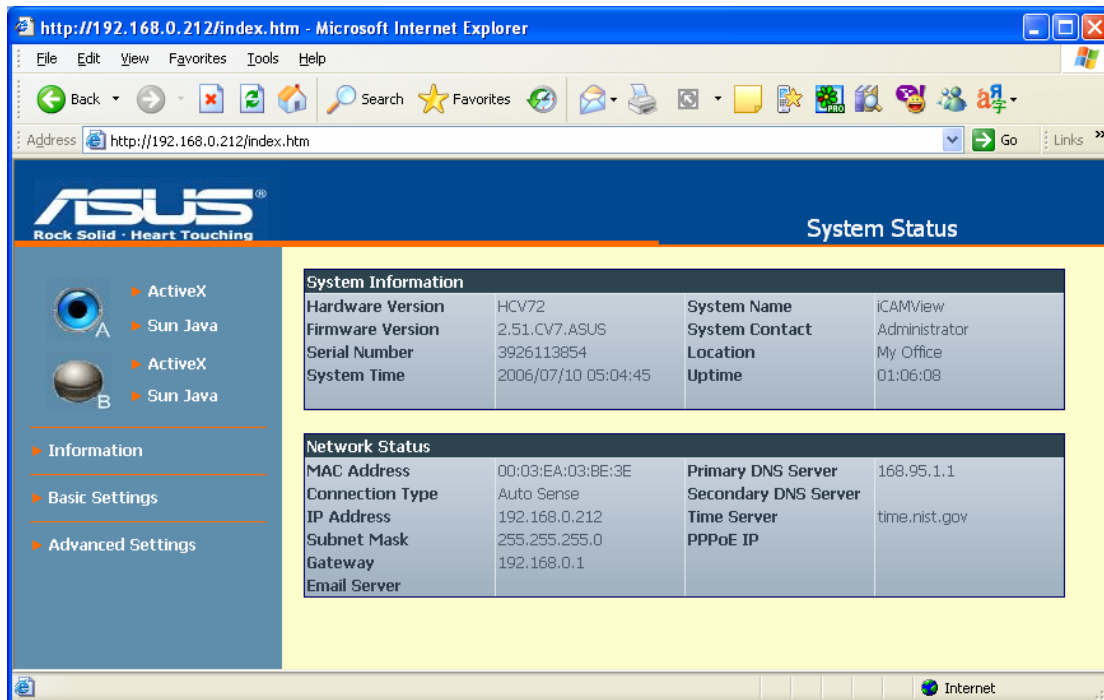 http://192.168.0.212/index.htm - Microsoft Internet Explorer
File Edit View Favorites Tools Help
Back Search Favorites PRO
Address http://192.168.0.212/index.htm Go Links »
ASUS®
Rock Solid · Heart Touching
System Status
A ActiveX
Sun Java
B ActiveX
Sun Java
Information
Basic Settings
Advanced Settings
System Information
Hardware Version HCV72 System Name iCAMView
Firmware Version 2.51.CV7.ASUS System Contact Administrator
Serial Number 3926113854 Location My Office
System Time 2006/07/10 05:04:45 Uptime 01:06:08
Network Status
MAC Address 00:03:EA:03:BE:3E Primary DNS Server 168.95.1.1
Connection Type Auto Sense Secondary DNS Server
IP Address 192.168.0.212 Time Server time.nist.gov
Subnet Mask 255.255.255.0 PPPoE IP
Gateway 192.168.0.1
Email Server
Internet